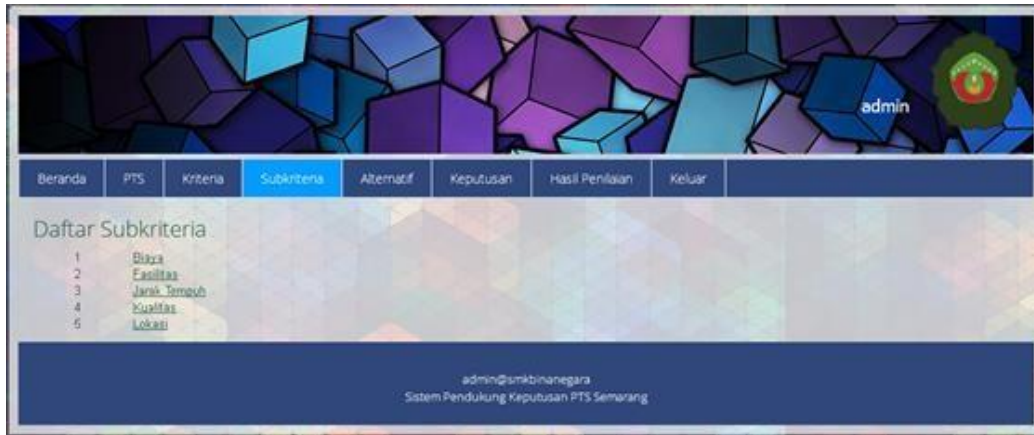 admin
Beranda PTS Kriteria Subkriteria Alternatif Keputusan Hasil Penilaian Keluar
Daftar Subkriteria
1 Biaya
2 Fasilitas
3 Jarak Tempuh
4 Kualitas
5 Lokasi
admin@smkbinanegara
Sistem Pendukung Keputusan PTS Semarang